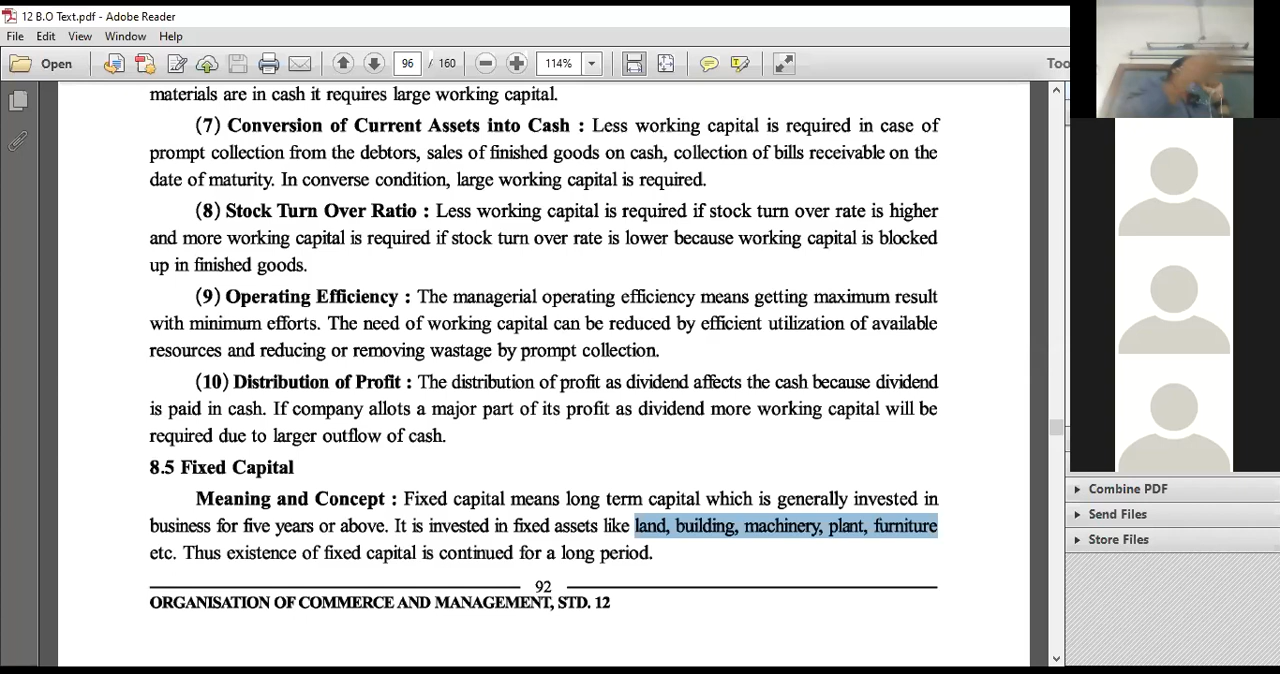 12 B.O Text.pdf - Adobe Reader
File Edit View Window Help
Open 96 / 160 114% Too
materials are in cash it requires large working capital.
(7) Conversion of Current Assets into Cash : Less working capital is required in case of
prompt collection from the debtors, sales of finished goods on cash, collection of bills receivable on the
date of maturity. In converse condition, large working capital is required.
(8) Stock Turn Over Ratio : Less working capital is required if stock turn over rate is higher
and more working capital is required if stock turn over rate is lower because working capital is blocked
up in finished goods.
(9) Operating Efficiency : The managerial operating efficiency means getting maximum result
with minimum efforts. The need of working capital can be reduced by efficient utilization of available
resources and reducing or removing wastage by prompt collection.
(10) Distribution of Profit : The distribution of profit as dividend affects the cash because dividend
is paid in cash. If company allots a major part of its profit as dividend more working capital will be
required due to larger outflow of cash.
8.5 Fixed Capital
Meaning and Concept : Fixed capital means long term capital which is generally invested in
business for five years or above. It is invested in fixed assets like land, building, machinery, plant, furniture
etc. Thus existence of fixed capital is continued for a long period.
92
ORGANISATION OF COMMERCE AND MANAGEMENT, STD. 12
Combine PDF
Send Files
Store Files